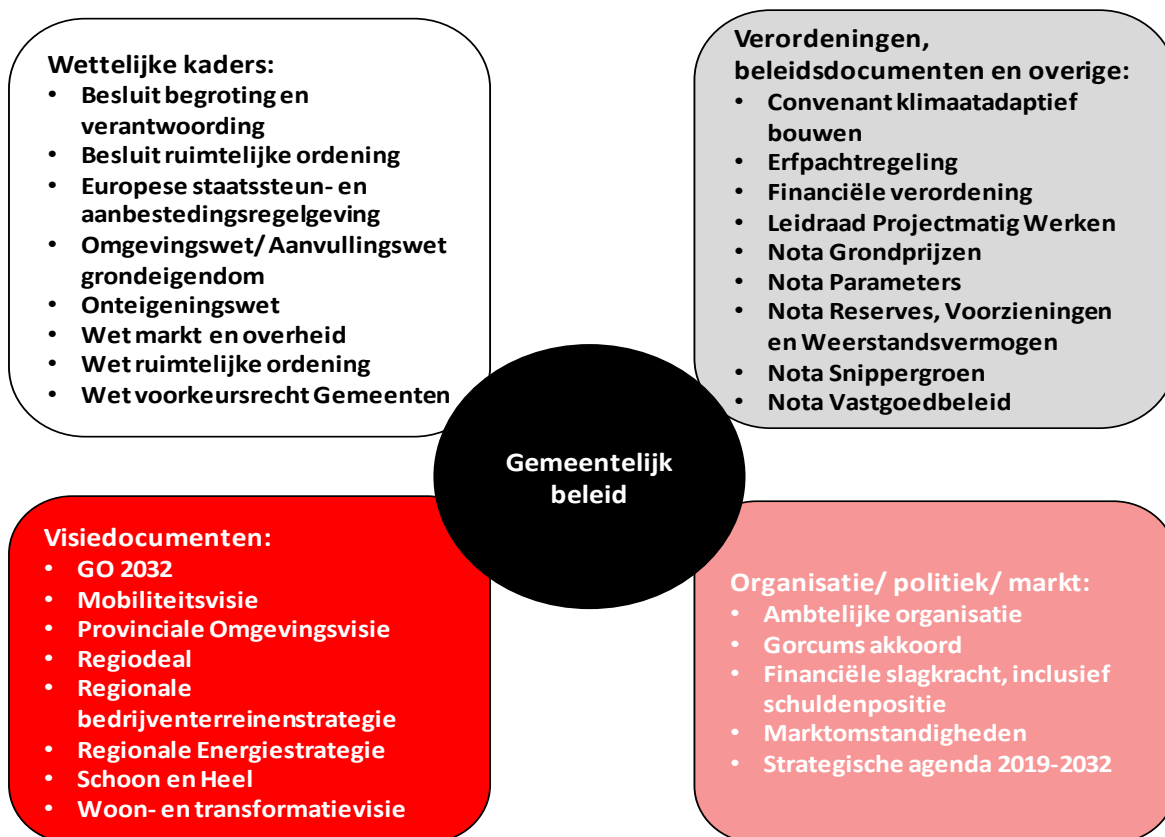 Wettelijke kaders:
• Besluit begroting en
verantwoording
• Besluit ruimtelijke ordening
• Europese staatssteun- en
aanbestedingsregelgeving
• Omgevingswet/ Aanvullingswet
grondeigendom
• Onteigeningswet
• Wet markt en overheid
• Wet ruimtelijke ordening
• Wet voorkeursrecht Gemeenten
Verordeningen,
beleidsdocumenten en overige:
• Convenant klimaatadaptief
bouwen
• Erfpachtregeling
• Financiële verordening
• Leidraad Projectmatig Werken
• Nota Grondprijzen
• Nota Parameters
• Nota Reserves, Voorzieningen
en Weerstandsvermogen
• Nota Snippergroen
• Nota Vastgoedbeleid
Gemeentelijk
beleid
Visiedocumenten:
• GO 2032
• Mobiliteitsvisie
• Provinciale Omgevingsvisie
• Regiodeal
• Regionale
bedrijventerreinenstrategie
• Regionale Energiestrategie
• Schoon en Heel
• Woon- en transformatievisie
Organisatie/ politiek/ markt:
• Ambtelijke organisatie
• Gorcums akkoord
• Financiële slagkracht, inclusief
schuldenpositie
• Marktomstandigheden
• Strategische agenda 2019-2032